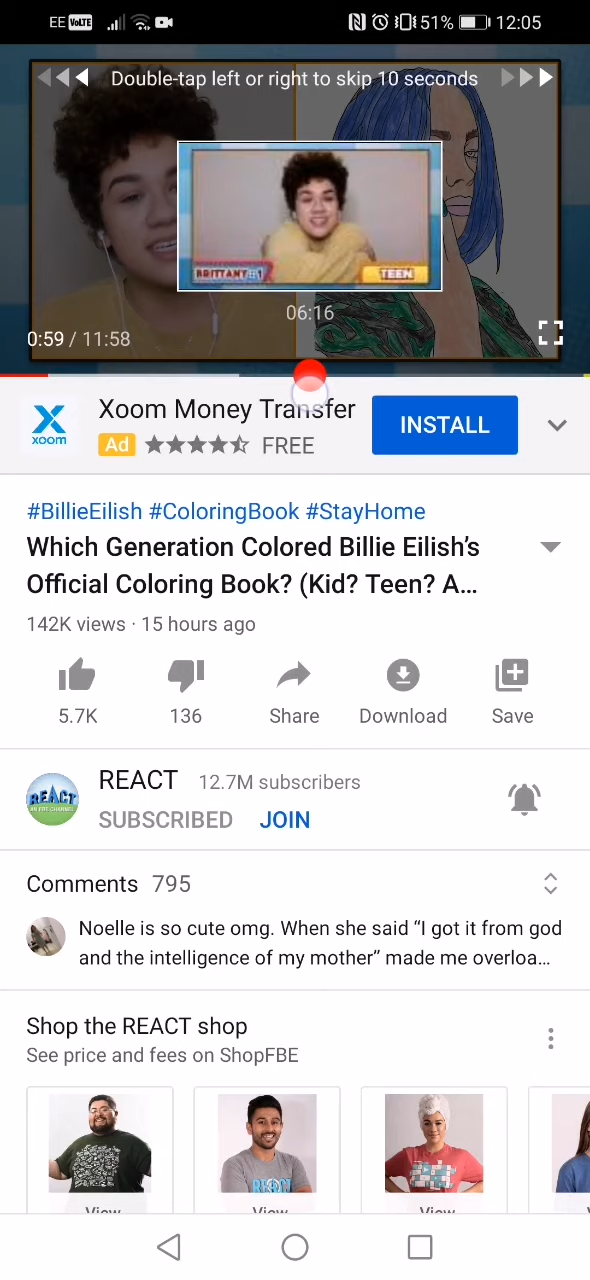 EE VoLTE 51% 12:05
Double-tap left or right to skip 10 seconds
BRITTANY #1 TEEN
06:16
0:59 / 11:58
Xoom Money Transfer
xoom
Ad FREE
INSTALL
#BillieEilish #ColoringBook #StayHome
Which Generation Colored Billie Eilish’s
Official Coloring Book? (Kid? Teen? A...
142K views · 15 hours ago
5.7K 136 Share Download Save
REACT 12.7M subscribers
REACT
AN FBE CHANNEL
SUBSCRIBED JOIN
Comments 795
Noelle is so cute omg. When she said “I got it from god
and the intelligence of my mother” made me overloa...
Shop the REACT shop
See price and fees on ShopFBE
REACT
View View View